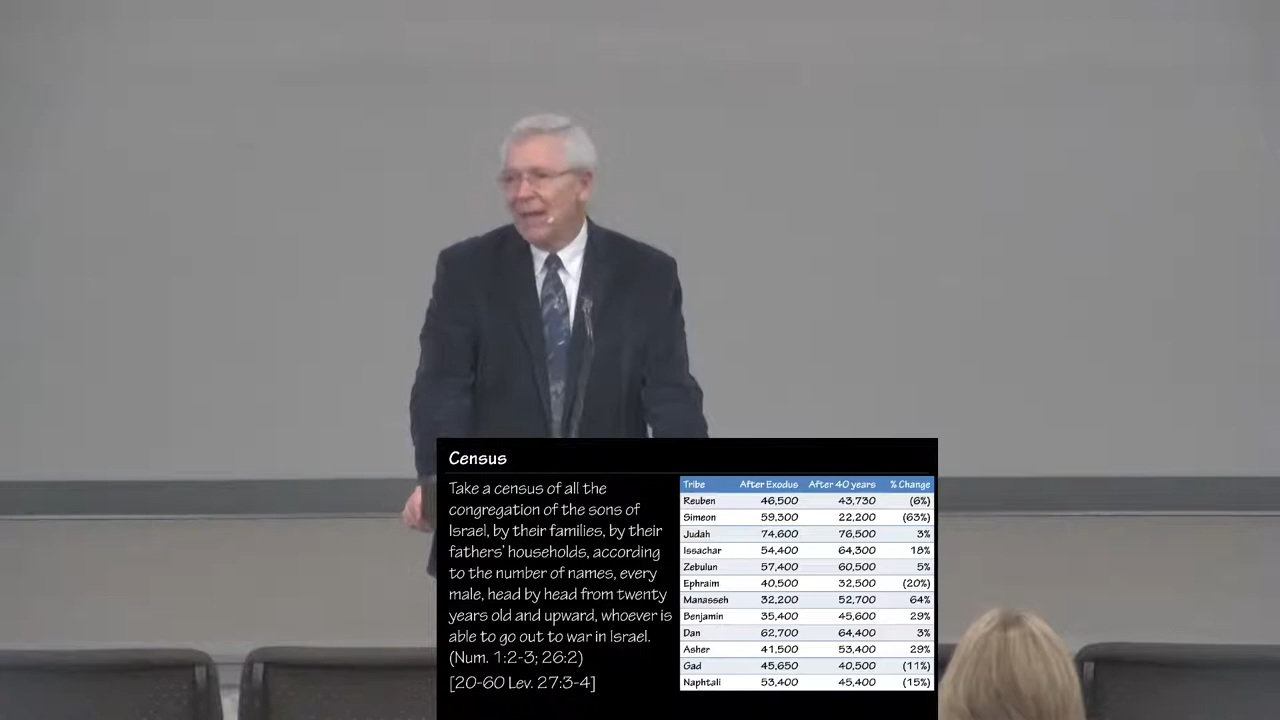 Census
Take a census of all the
congregation of the sons of
Israel, by their families, by their
fathers' households, according
to the number of names, every
male, head by head from twenty
years old and upward, whoever is
able to go out to war in Israel.
(Num. 1:2-3; 26:2)
[20-60 Lev. 27:3-4]
Tribe After Exodus After 40 years % Change
Reuben 46,500 43,730 (6%)
Simeon 59,300 22,200 (63%)
Judah 74,600 76,500 3%
Issachar 54,400 64,300 18%
Zebulun 57,400 60,500 5%
Ephraim 40,500 32,500 (20%)
Manasseh 32,200 52,700 64%
Benjamin 35,400 45,600 29%
Dan 62,700 64,400 3%
Asher 41,500 53,400 29%
Gad 45,650 40,500 (11%)
Naphtali 53,400 45,400 (15%)